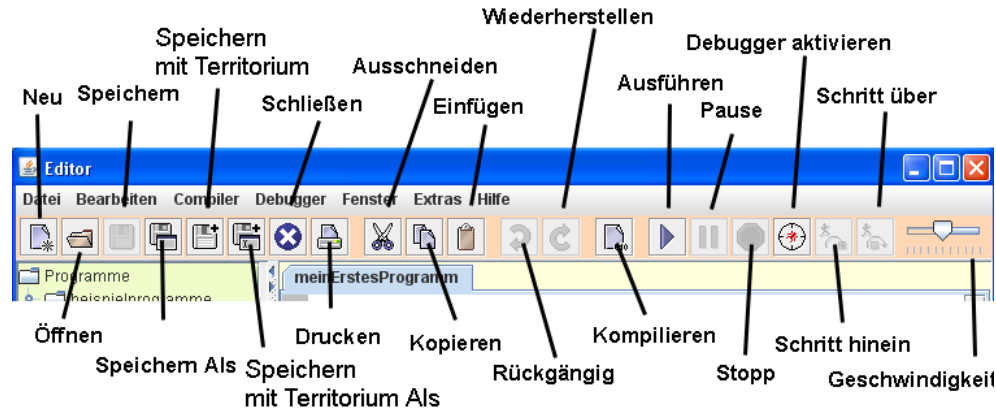 Wiederherstellen
Speichern
mit Territorium
Debugger aktivieren
Ausschneiden
Ausführen
Neu
Speichern
Schließen
Einfügen
Pause
Schritt über
Editor
Datei Bearbeiten Compiler Debugger Fenster Extras Hilfe
Programme
meinErstesProgramm
beispielprogramme
Öffnen
Drucken
Kopieren
Kompilieren
Schritt hinein
Speichern Als
Speichern
mit Territorium Als
Rückgängig
Stopp
Geschwindigkeit